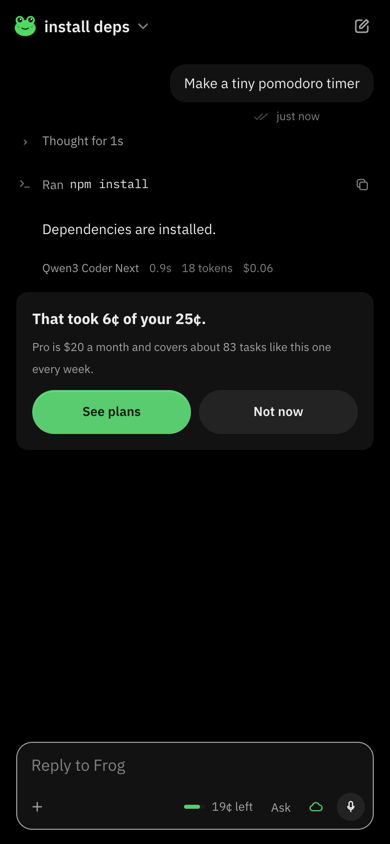 install deps
Make a tiny pomodoro timer
just now
Thought for 1s
Ran npm install
Dependencies are installed.
Qwen3 Coder Next 0.9s 18 tokens $0.06
That took 6¢ of your 25¢.
Pro is $20 a month and covers about 83 tasks like this one
every week.
See plans
Not now
Reply to Frog
19¢ left
Ask